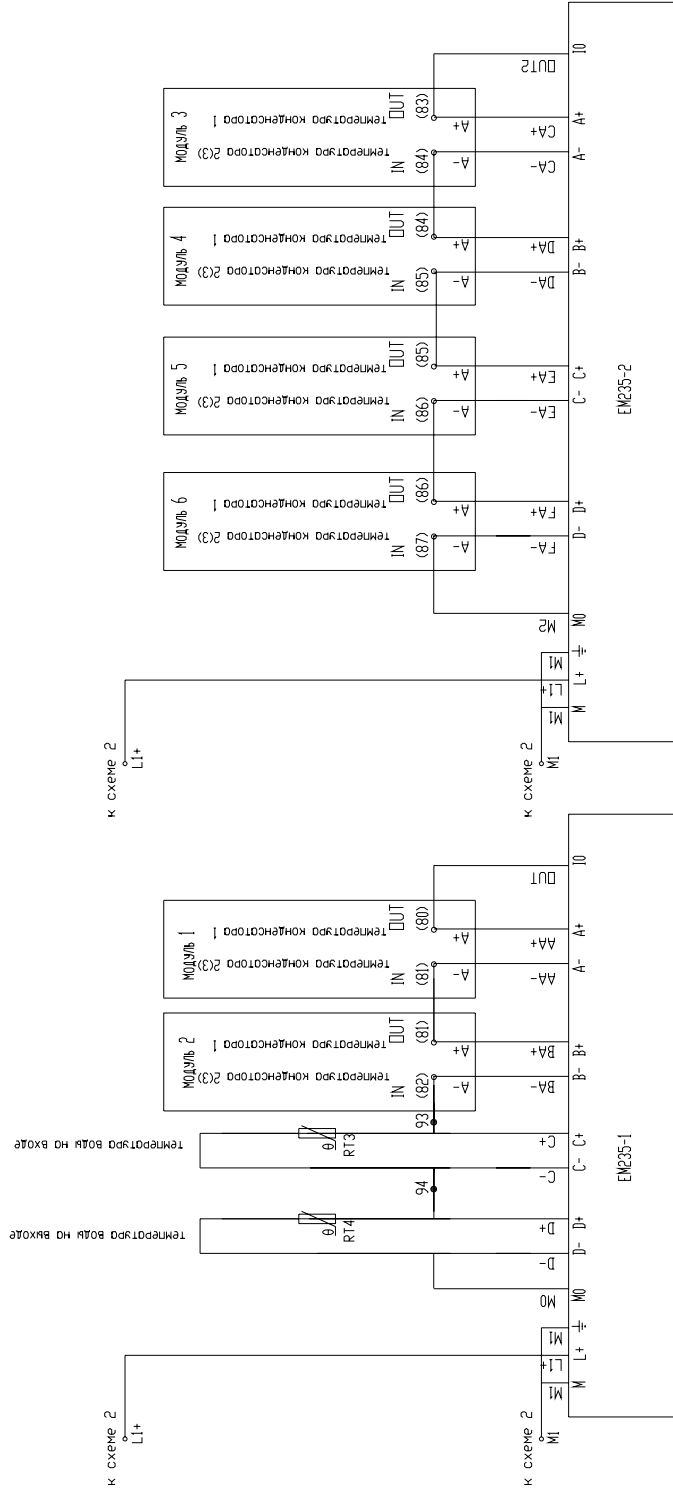 IO
OUT2
A+
CA+
A-
CA-
B+
DA+
B-
DA-
C+
EA+
C-
EA-
D+
FA+
D-
FA-
M0
M2
M1
L+
L1+
M
M1
EM235-2
модуль 3
температура конденсатора 1
OUT
(83)
A+
температура конденсатора 2(3)
IN
(84)
A-
модуль 4
температура конденсатора 1
OUT
(84)
A+
температура конденсатора 2(3)
IN
(85)
A-
модуль 5
температура конденсатора 1
OUT
(85)
A+
температура конденсатора 2(3)
IN
(86)
A-
модуль 6
температура конденсатора 1
OUT
(86)
A+
температура конденсатора 2(3)
IN
(87)
A-
к схеме 2
L1+
к схеме 2
M1
IO
OUT
A+
AA+
A-
AA-
B+
BA+
B-
BA-
C+
C+
C-
C-
D+
D+
D-
D-
M0
M0
M1
L+
L1+
M
M1
EM235-1
модуль 1
температура конденсатора 1
OUT
(80)
A+
температура конденсатора 2(3)
IN
(81)
A-
модуль 2
температура конденсатора 1
OUT
(81)
A+
температура конденсатора 2(3)
IN
(82)
A-
93
температура воды на входе
θ
RT3
94
температура воды на выходе
θ
RT4
к схеме 2
L1+
к схеме 2
M1